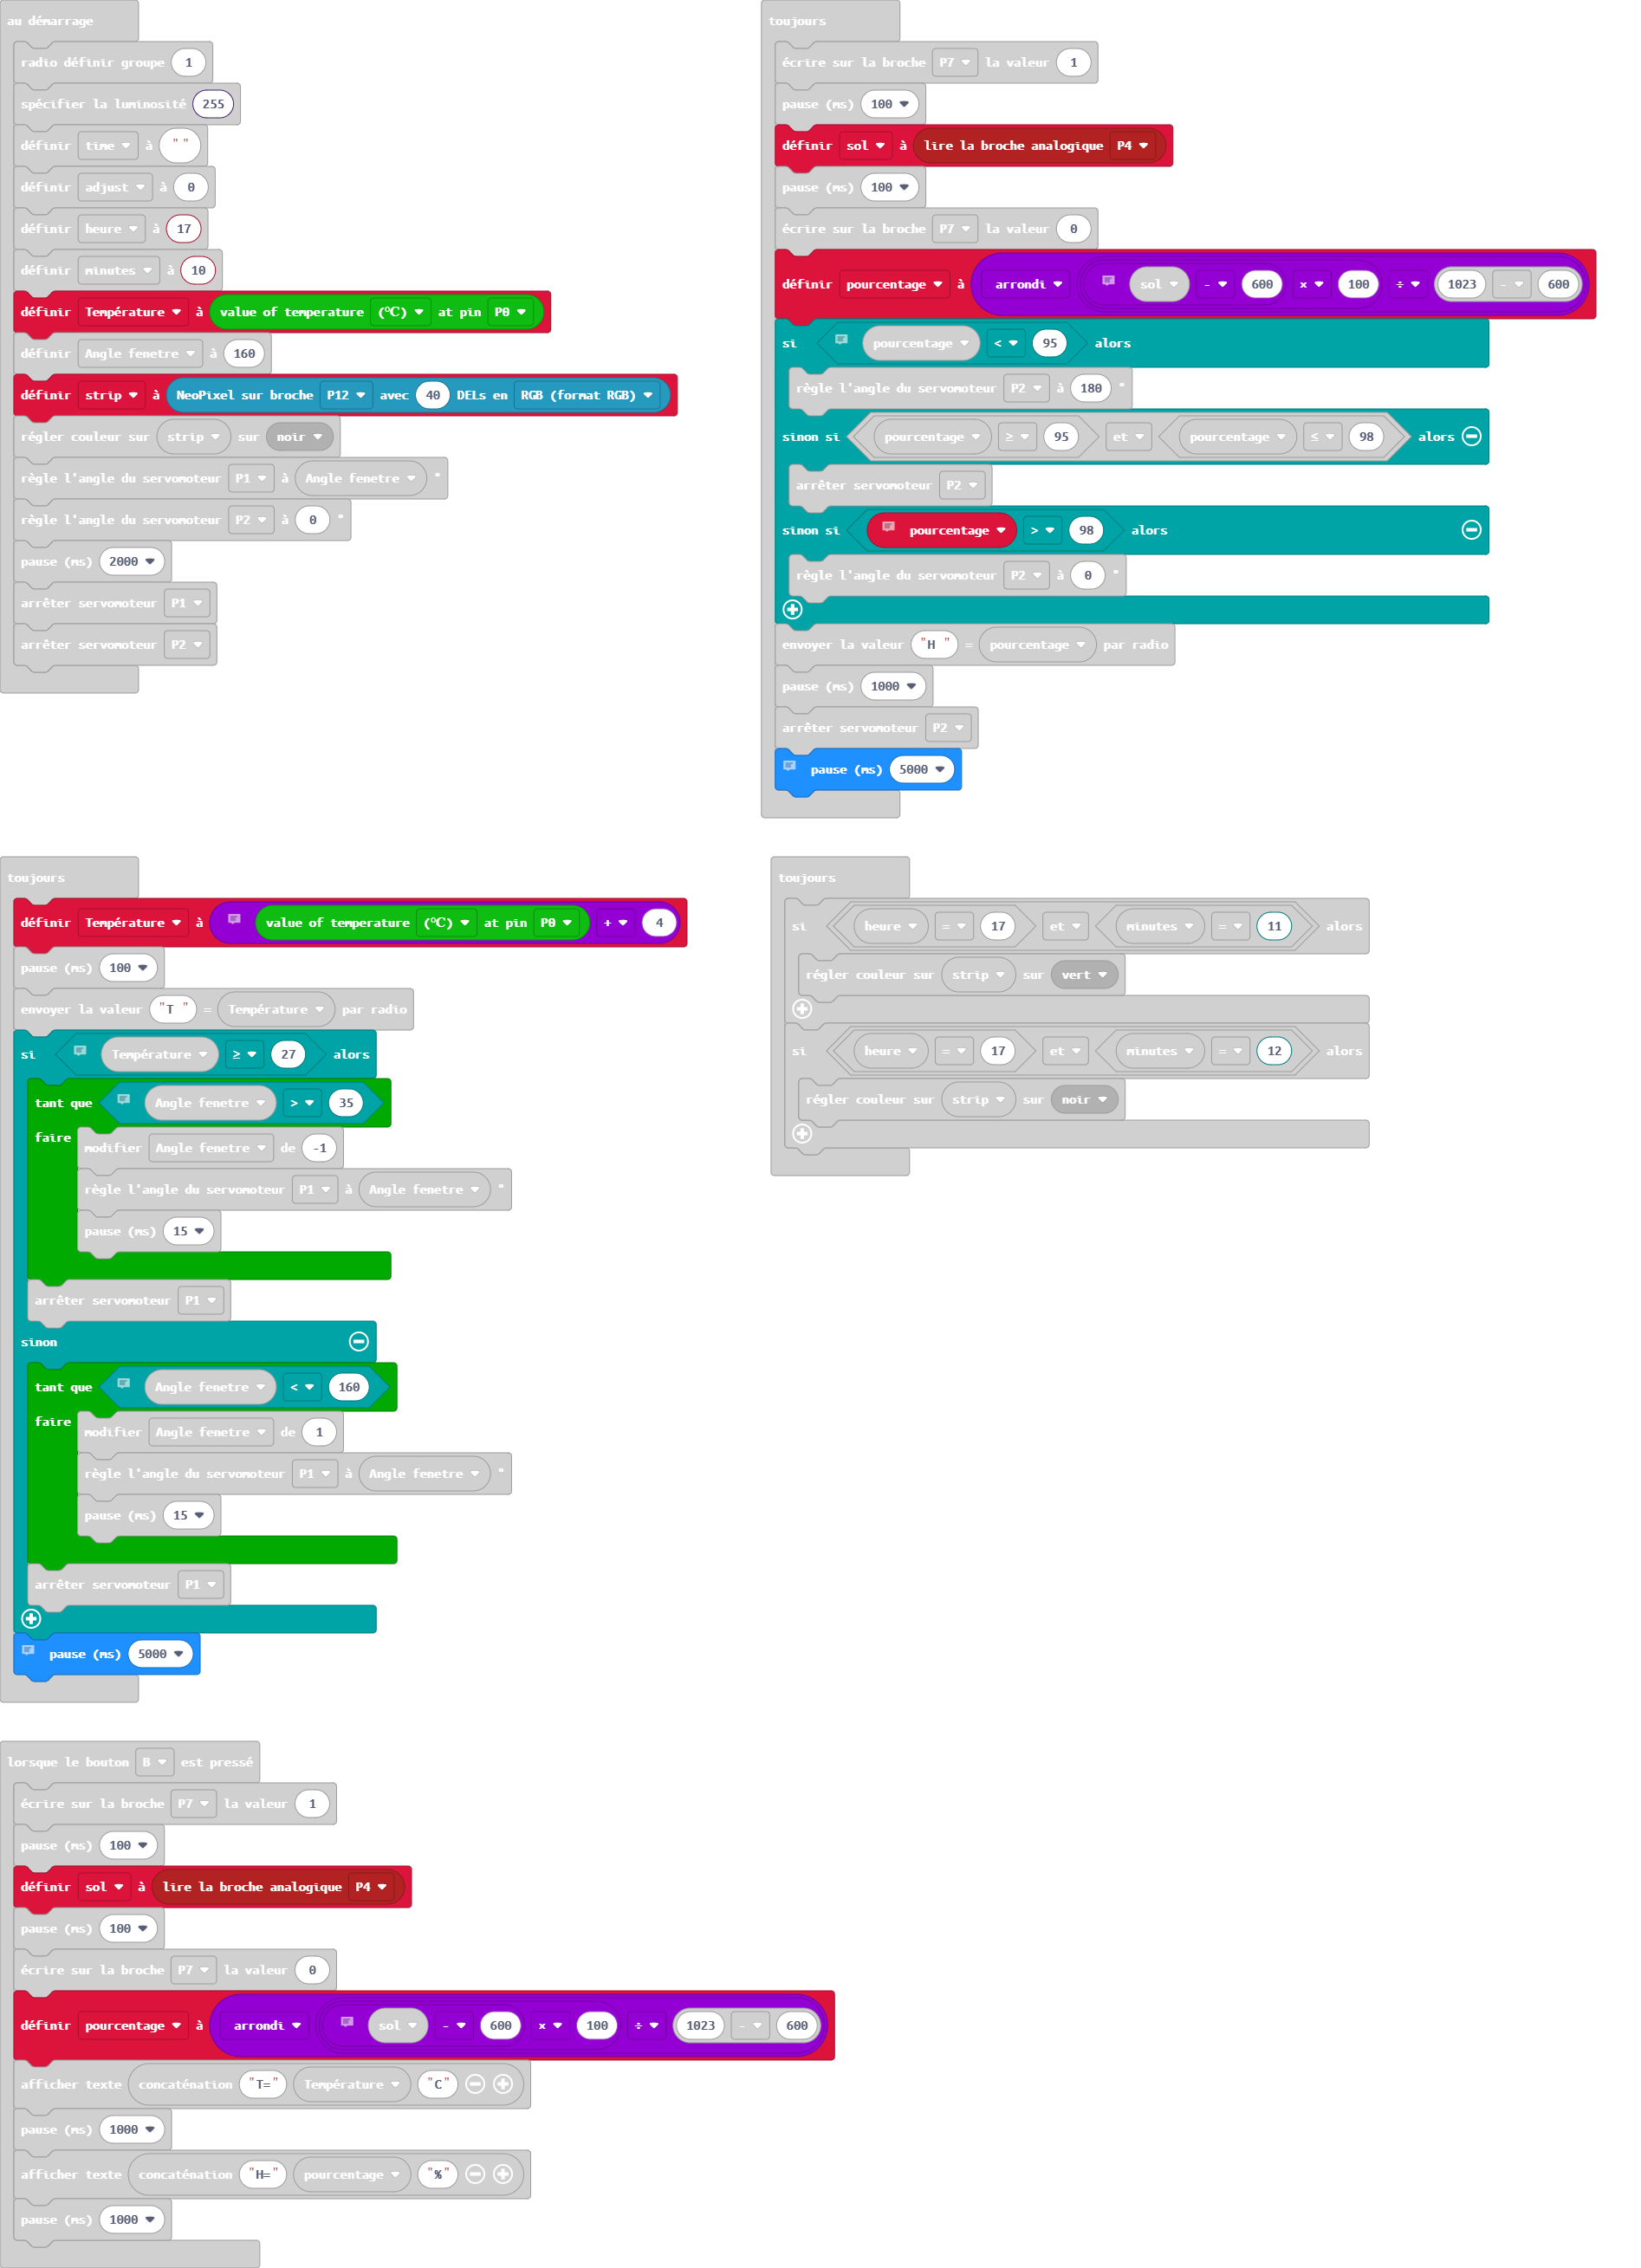 au démarrage
radio définir groupe 1
spécifier la luminosité 255
définir time à " "
définir adjust à 0
définir heure à 17
définir minutes à 10
définir Température à value of temperature (℃) at pin P0
définir Angle fenetre à 160
définir strip à NeoPixel sur broche P12 avec 40 DELs en RGB (format RGB)
régler couleur sur strip sur noir
règle l'angle du servomoteur P1 à Angle fenetre °
règle l'angle du servomoteur P2 à 0 °
pause (ms) 2000
arrêter servomoteur P1
arrêter servomoteur P2
toujours
écrire sur la broche P7 la valeur 1
pause (ms) 100
définir sol à lire la broche analogique P4
pause (ms) 100
écrire sur la broche P7 la valeur 0
définir pourcentage à arrondi sol - 600 × 100 ÷ 1023 - 600
si pourcentage < 95 alors
règle l'angle du servomoteur P2 à 180 °
sinon si pourcentage ≥ 95 et pourcentage ≤ 98 alors
arrêter servomoteur P2
sinon si pourcentage > 98 alors
règle l'angle du servomoteur P2 à 0 °
envoyer la valeur "H " = pourcentage par radio
pause (ms) 1000
arrêter servomoteur P2
pause (ms) 5000
toujours
définir Température à value of temperature (℃) at pin P0 + 4
pause (ms) 100
envoyer la valeur "T " = Température par radio
si Température ≥ 27 alors
tant que Angle fenetre > 35
faire
modifier Angle fenetre de -1
règle l'angle du servomoteur P1 à Angle fenetre °
pause (ms) 15
arrêter servomoteur P1
sinon
tant que Angle fenetre < 160
faire
modifier Angle fenetre de 1
règle l'angle du servomoteur P1 à Angle fenetre °
pause (ms) 15
arrêter servomoteur P1
pause (ms) 5000
toujours
si heure = 17 et minutes = 11 alors
régler couleur sur strip sur vert
si heure = 17 et minutes = 12 alors
régler couleur sur strip sur noir
lorsque le bouton B est pressé
écrire sur la broche P7 la valeur 1
pause (ms) 100
définir sol à lire la broche analogique P4
pause (ms) 100
écrire sur la broche P7 la valeur 0
définir pourcentage à arrondi sol - 600 × 100 ÷ 1023 - 600
afficher texte concaténation "T=" Température "C"
pause (ms) 1000
afficher texte concaténation "H=" pourcentage "%"
pause (ms) 1000